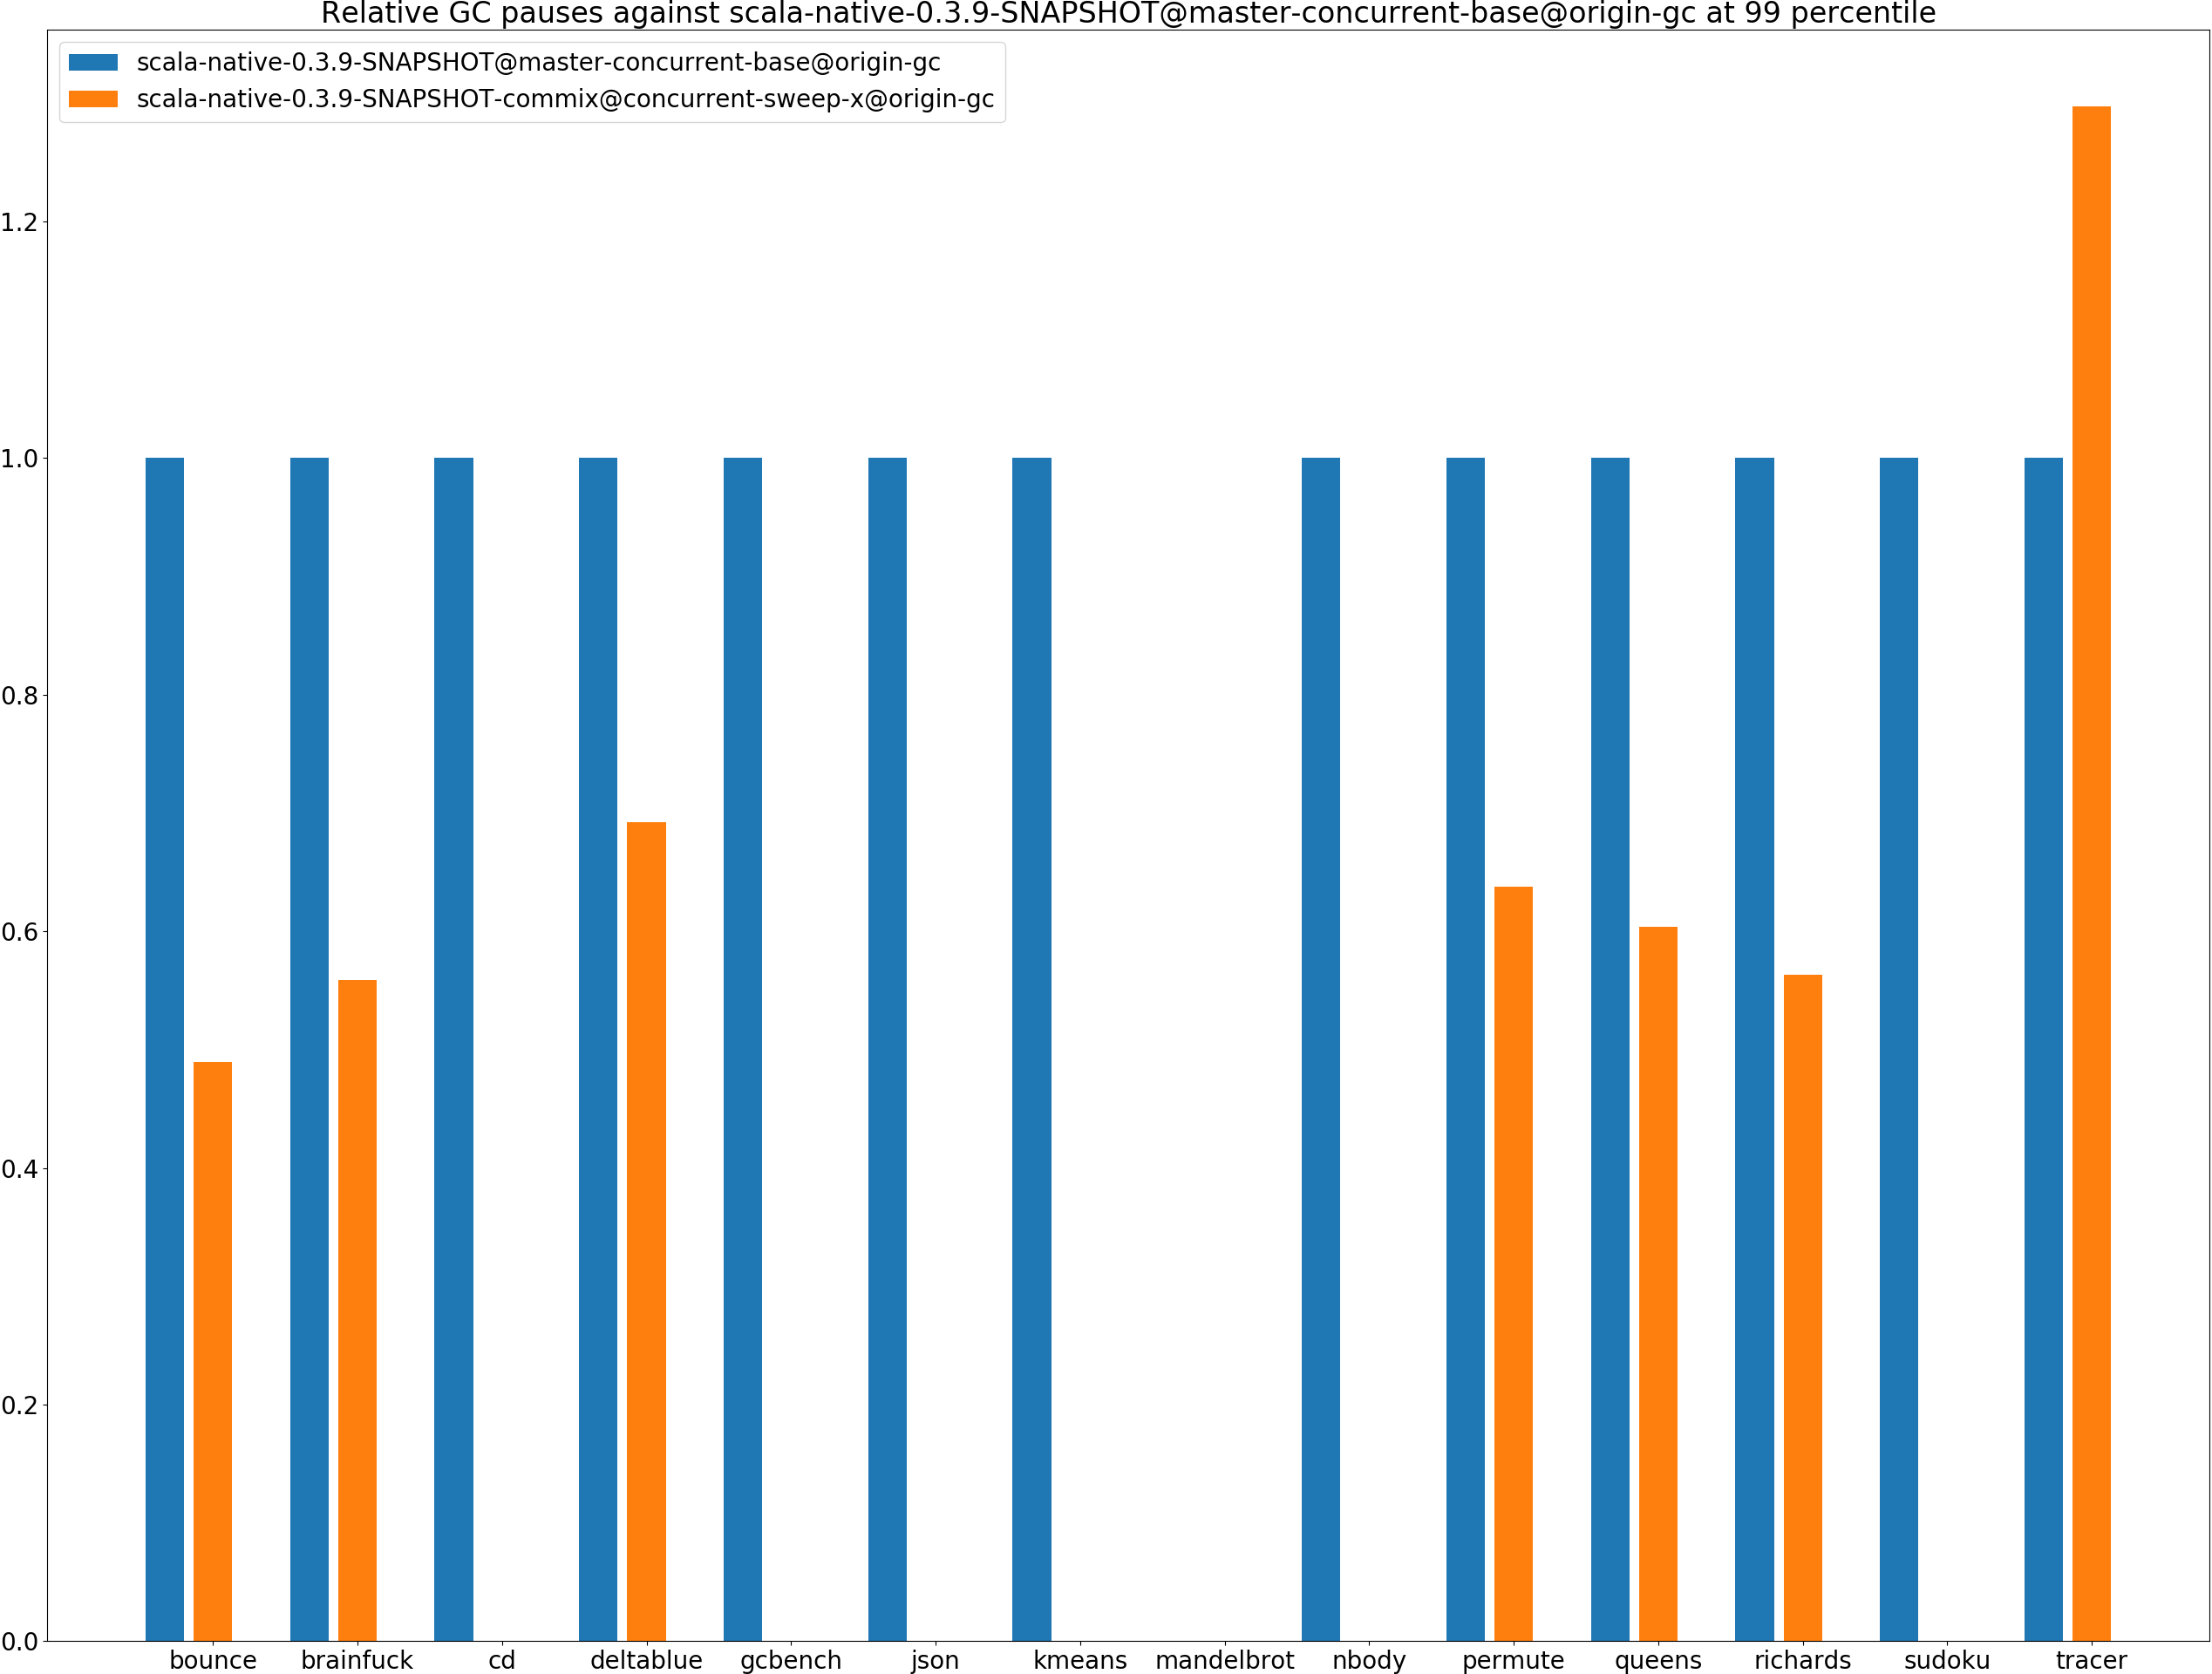 Relative GC pauses against scala-native-0.3.9-SNAPSHOT@master-concurrent-base@origin-gc at 99 percentile
scala-native-0.3.9-SNAPSHOT@master-concurrent-base@origin-gc
scala-native-0.3.9-SNAPSHOT-commix@concurrent-sweep-x@origin-gc
1.2
1.0
0.8
0.6
0.4
0.2
0.0
bounce brainfuck cd deltablue gcbench json kmeans mandelbrot nbody permute queens richards sudoku tracer